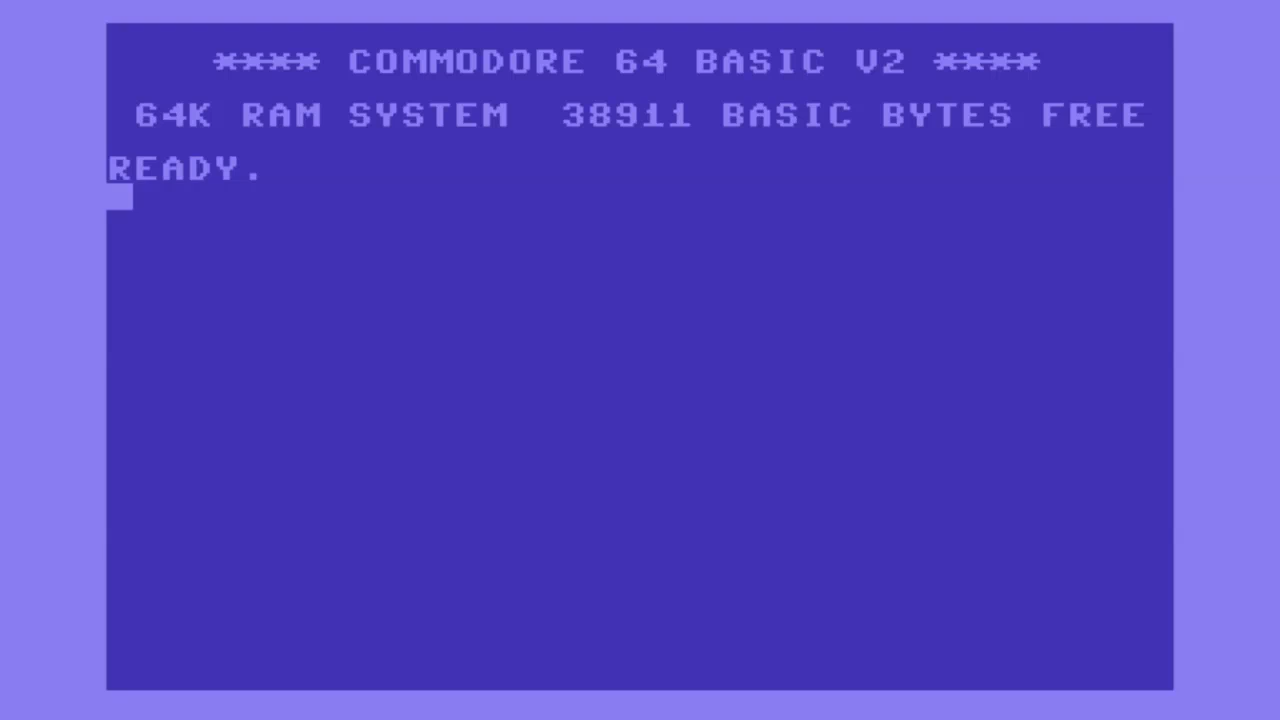 **** COMMODORE 64 BASIC V2 ****
64K RAM SYSTEM  38911 BASIC BYTES FREE
READY.